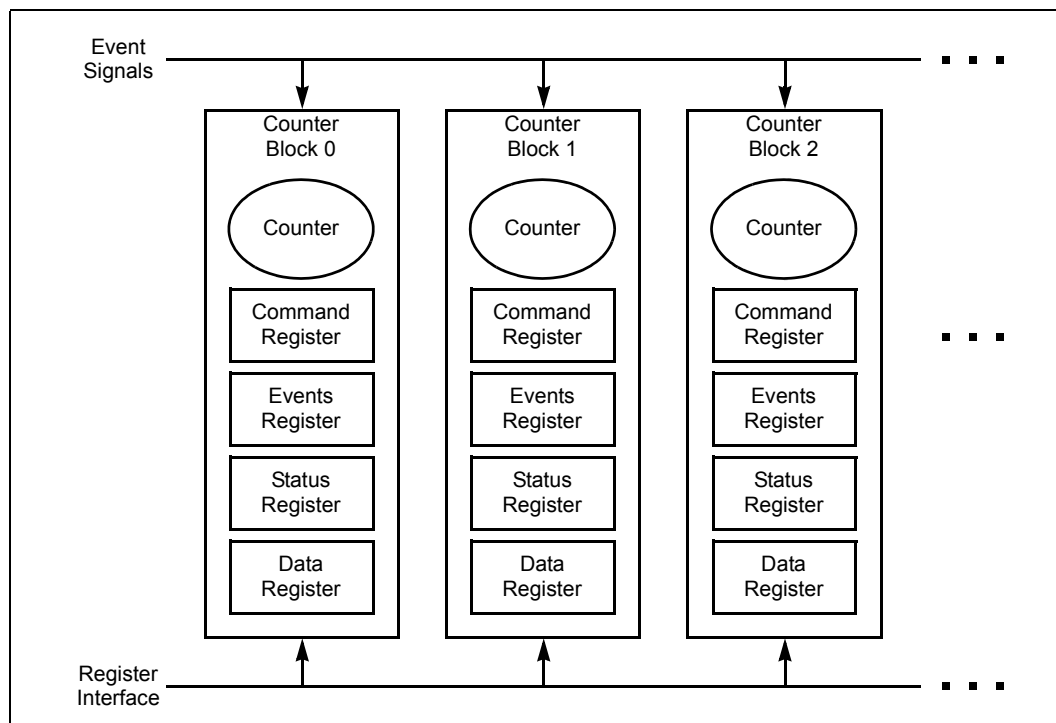 Event
Signals
Counter
Block 0
Counter
Command
Register
Events
Register
Status
Register
Data
Register
Counter
Block 1
Counter
Command
Register
Events
Register
Status
Register
Data
Register
Counter
Block 2
Counter
Command
Register
Events
Register
Status
Register
Data
Register
Register
Interface